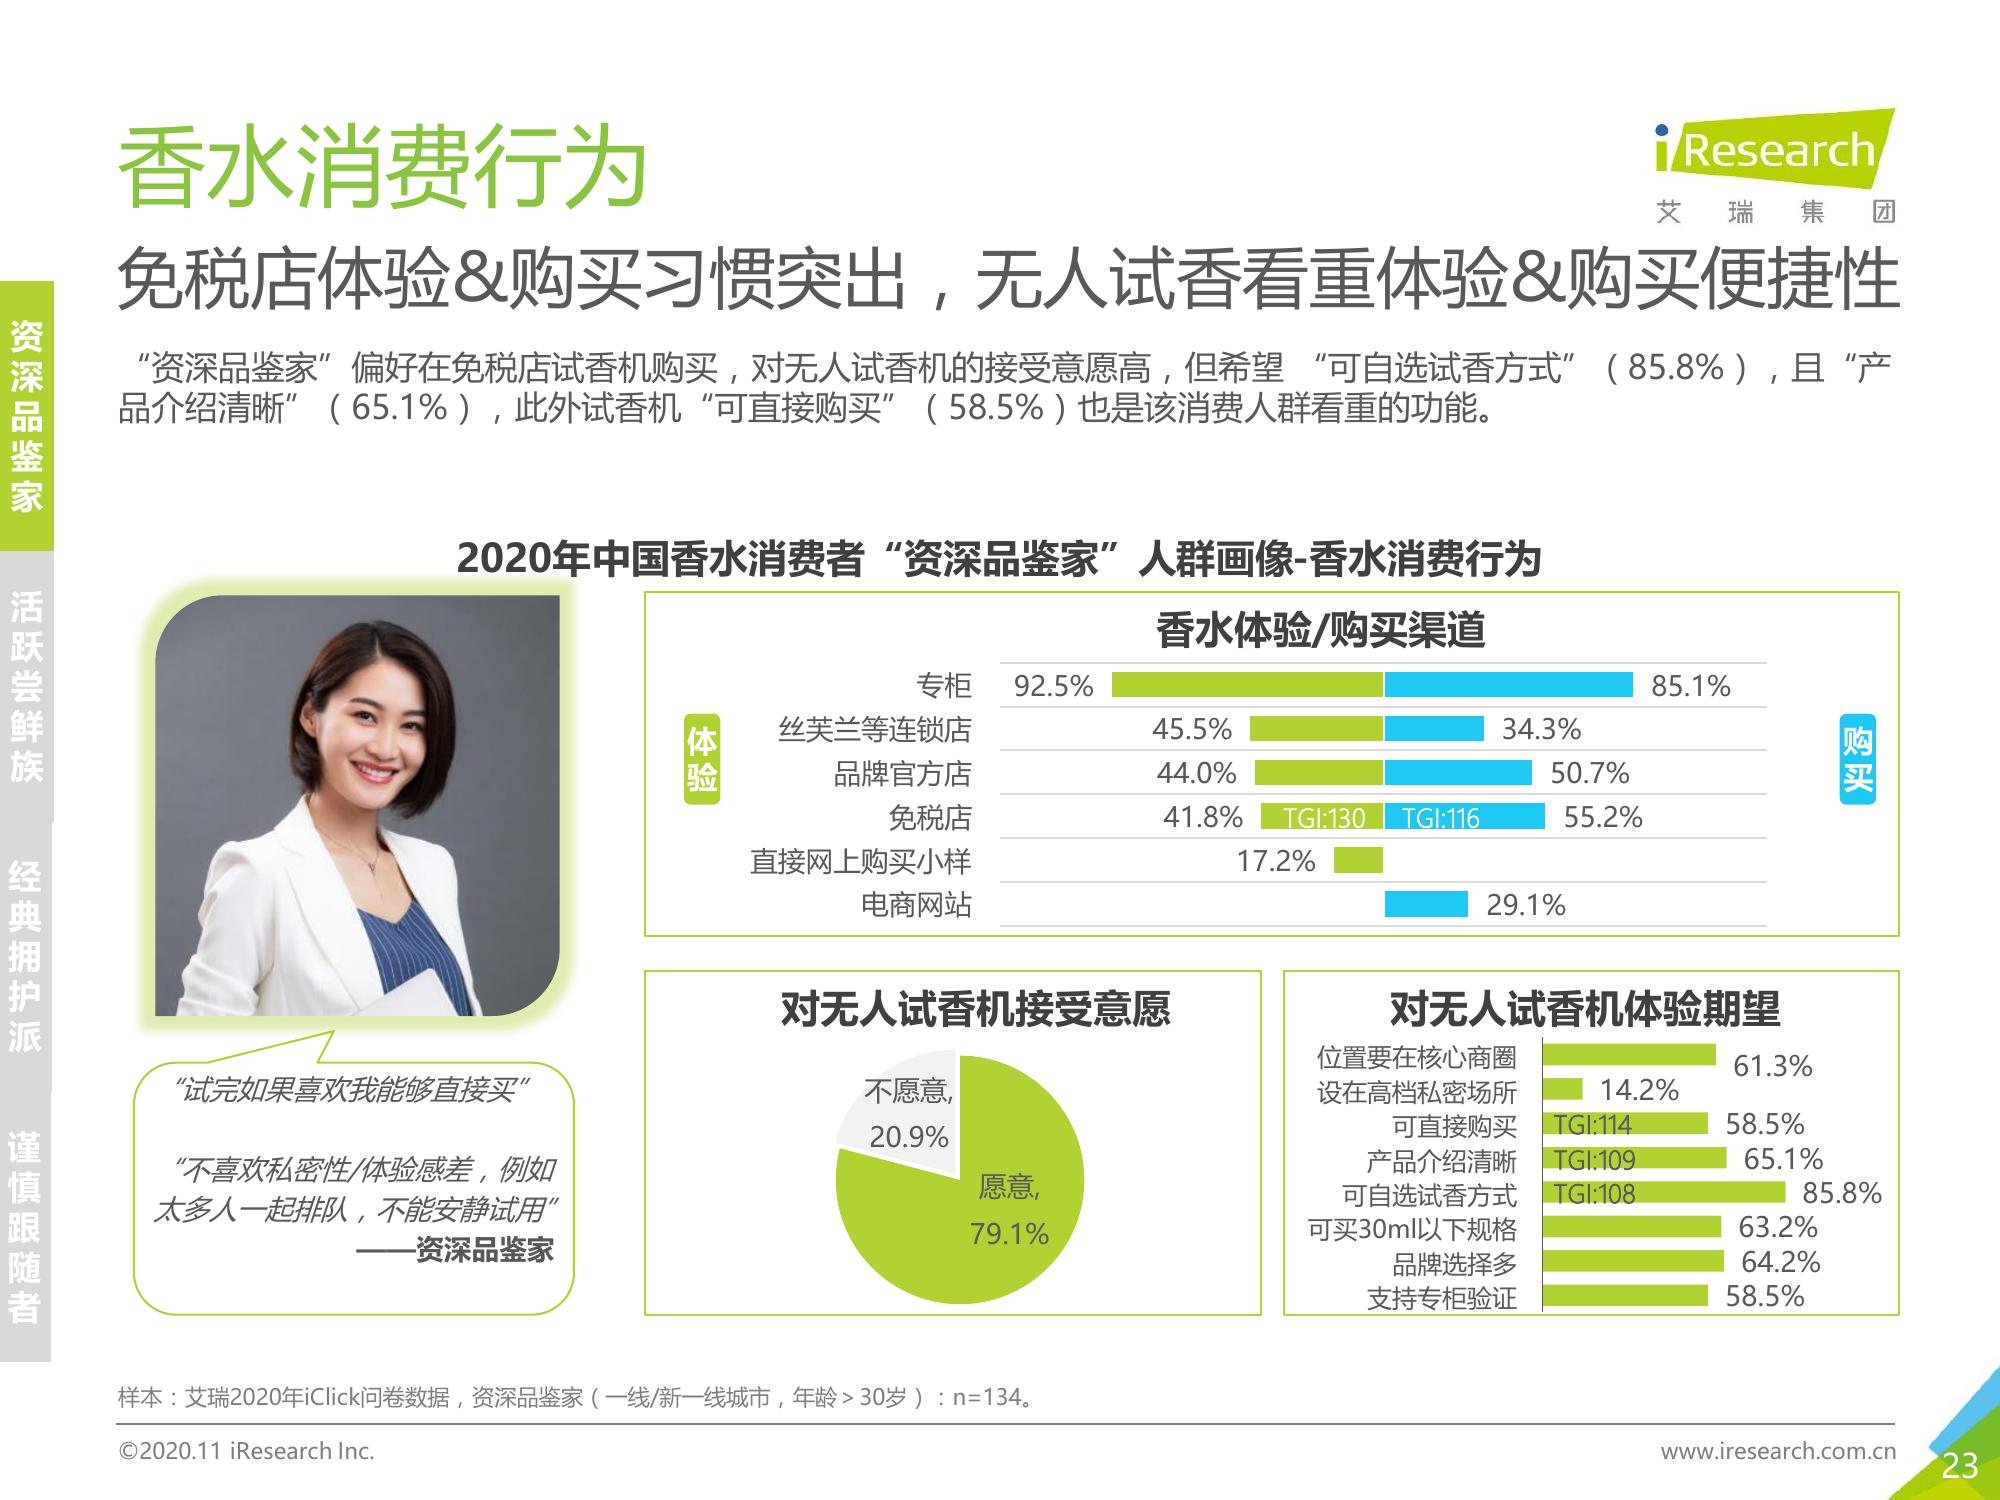 香水消费行为
iResearch
艾瑞集团
免税店体验&购买习惯突出，无人试香看重体验&购买便捷性
“资深品鉴家”偏好在免税店试香机购买，对无人试香机的接受意愿高，但希望 “可自选试香方式”（85.8%），且“产
品介绍清晰”（65.1%），此外试香机“可直接购买”（58.5%）也是该消费人群看重的功能。
资深品鉴家
活跃尝鲜族
经典拥护派
谨慎跟随者
2020年中国香水消费者“资深品鉴家”人群画像-香水消费行为
香水体验/购买渠道
体验
购买
专柜 92.5% 85.1%
丝芙兰等连锁店 45.5% 34.3%
品牌官方店 44.0% 50.7%
免税店 41.8% TGI:130 TGI:116 55.2%
直接网上购买小样 17.2%
电商网站 29.1%
“试完如果喜欢我能够直接买”
“不喜欢私密性/体验感差，例如
太多人一起排队，不能安静试用”
——资深品鉴家
对无人试香机接受意愿
不愿意,
20.9%
愿意,
79.1%
对无人试香机体验期望
位置要在核心商圈 61.3%
设在高档私密场所 14.2%
可直接购买 TGI:114 58.5%
产品介绍清晰 TGI:109 65.1%
可自选试香方式 TGI:108 85.8%
可买30ml以下规格 63.2%
品牌选择多 64.2%
支持专柜验证 58.5%
样本：艾瑞2020年iClick问卷数据，资深品鉴家（一线/新一线城市，年龄＞30岁）：n=134。
©2020.11 iResearch Inc.
www.iresearch.com.cn
23